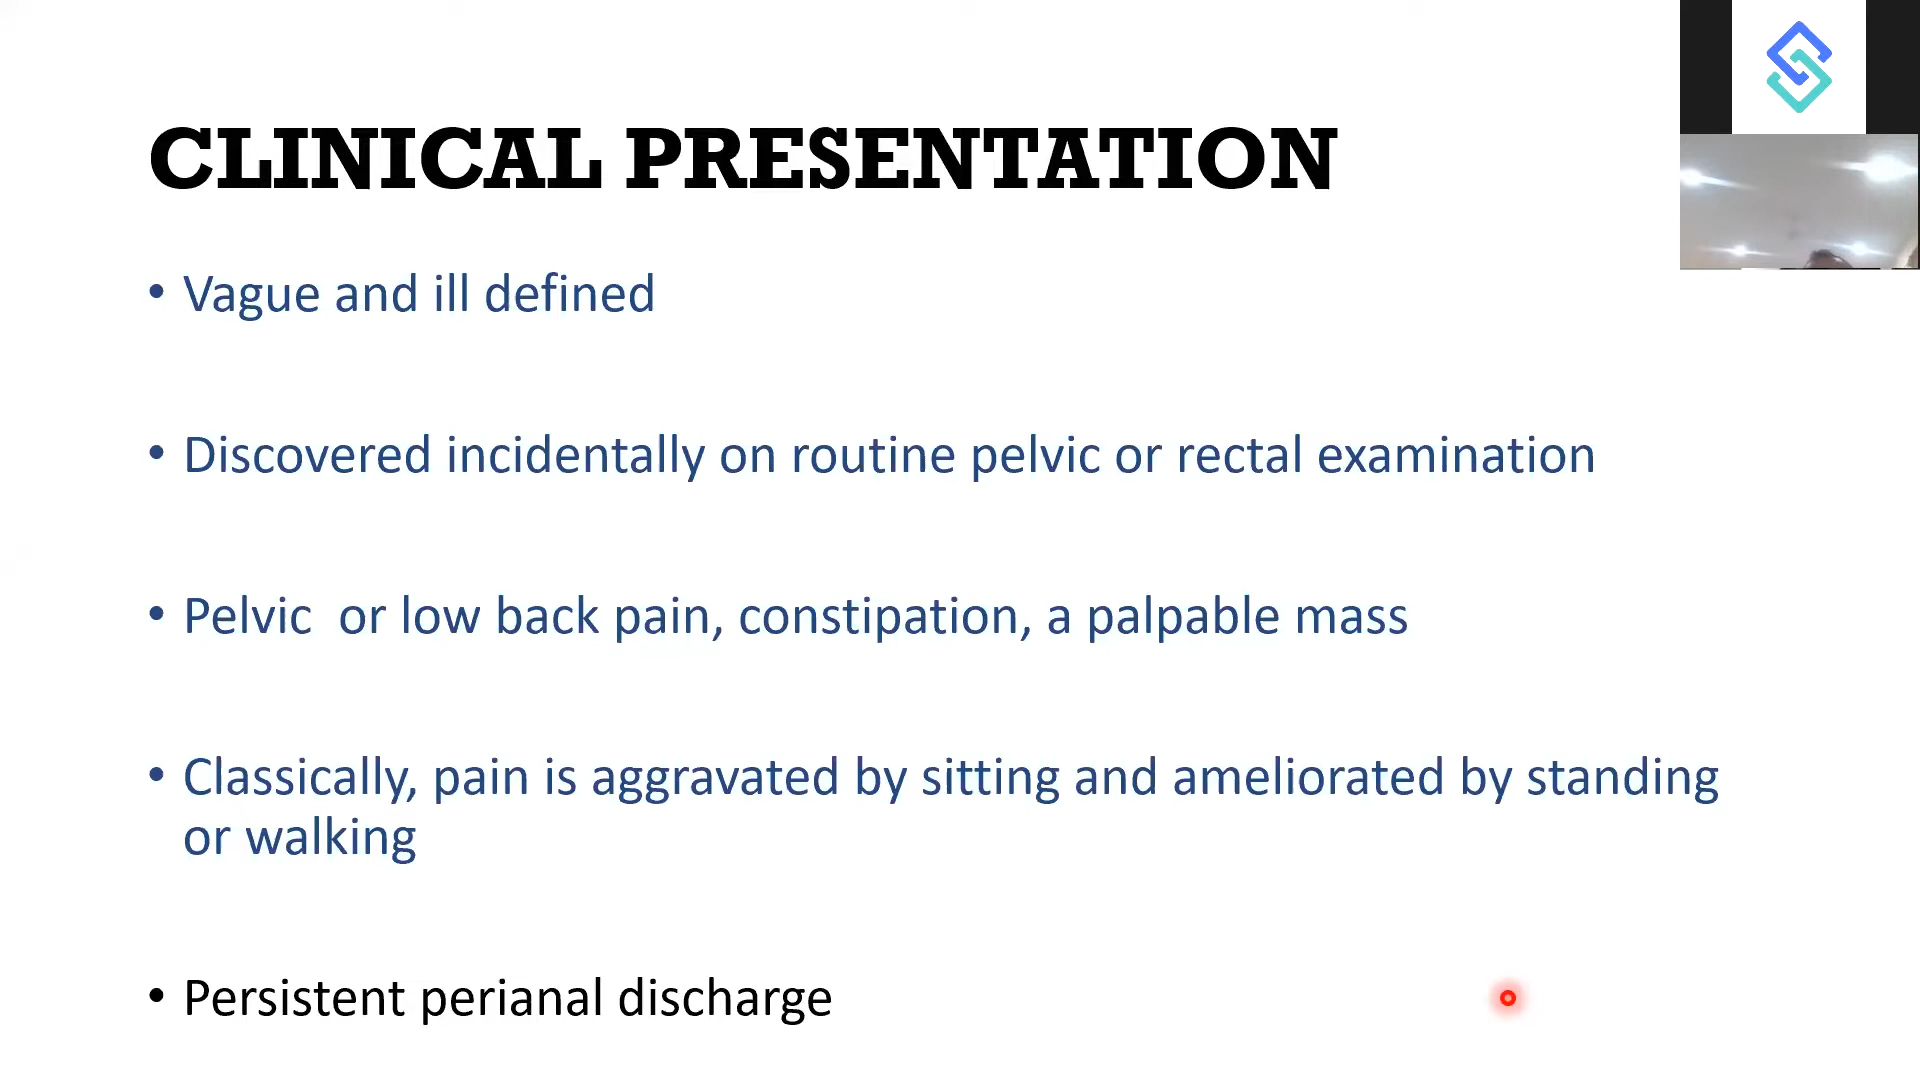 CLINICAL PRESENTATION
• Vague and ill defined
• Discovered incidentally on routine pelvic or rectal examination
• Pelvic  or low back pain, constipation, a palpable mass
• Classically, pain is aggravated by sitting and ameliorated by standing
or walking
• Persistent perianal discharge